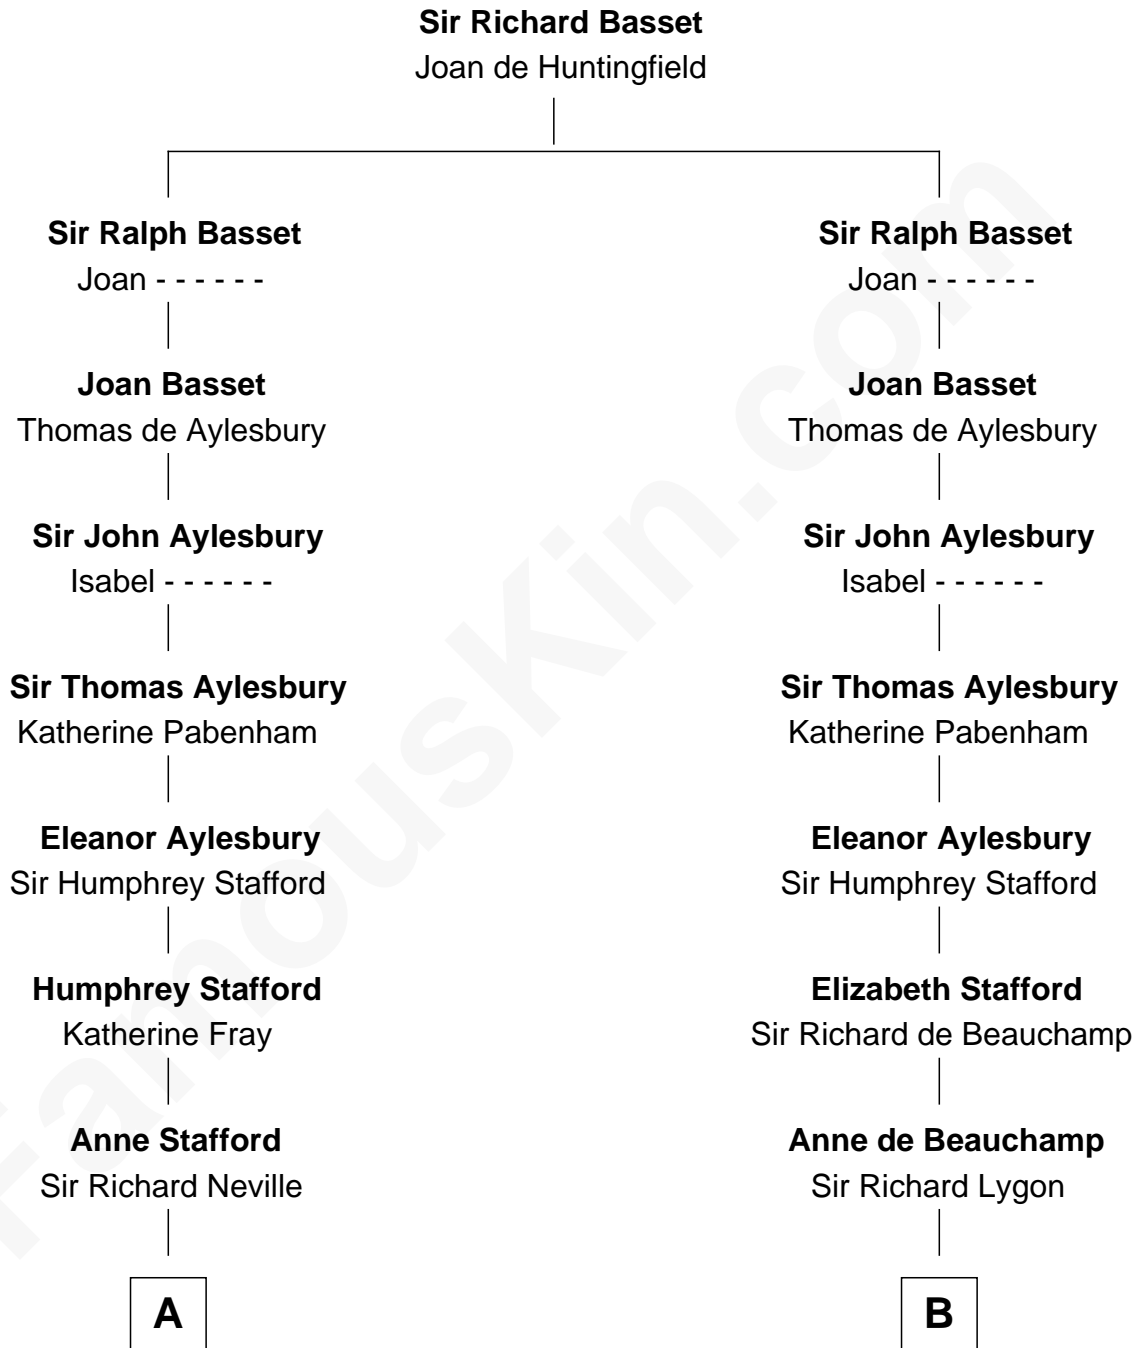 Sir Richard Basset
Joan de Huntingfield
Sir Ralph Basset
Joan - - - - - -
Joan Basset
Thomas de Aylesbury
Sir John Aylesbury
Isabel - - - - - -
Sir Thomas Aylesbury
Katherine Pabenham
Eleanor Aylesbury
Sir Humphrey Stafford
Humphrey Stafford
Katherine Fray
Anne Stafford
Sir Richard Neville
A
Sir Ralph Basset
Joan - - - - - -
Joan Basset
Thomas de Aylesbury
Sir John Aylesbury
Isabel - - - - - -
Sir Thomas Aylesbury
Katherine Pabenham
Eleanor Aylesbury
Sir Humphrey Stafford
Elizabeth Stafford
Sir Richard de Beauchamp
Anne de Beauchamp
Sir Richard Lygon
B
FamousKin.com